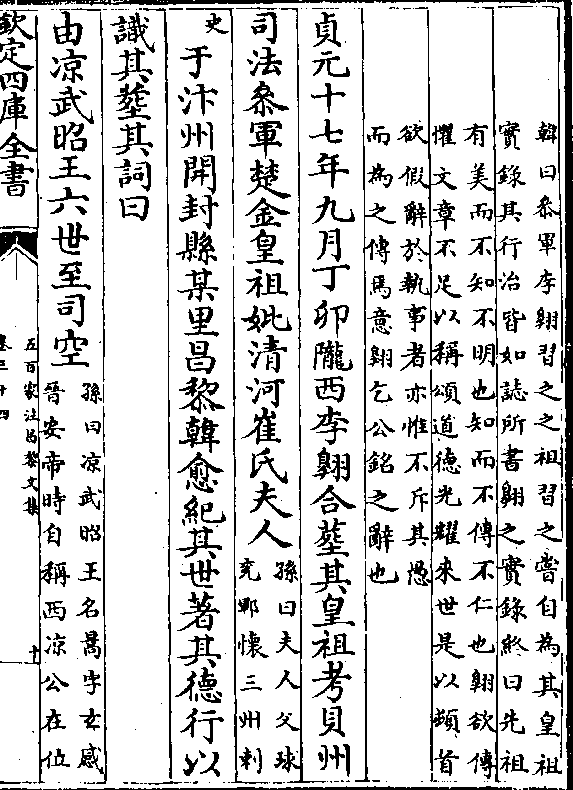 韓曰叅軍李翺習之之祖習之嘗自為其皇祖
實錄其行治皆如誌所書翺之實錄終曰先祖
有美而不知不明也知而不傳不仁也翺欲傳
懼文章不足以稱頌道德光耀來世是以頓首
欲假辭於執事者亦惟不斥其愚
而為之傳焉意翺乞公銘之辭也
貞元十七年九月丁卯隴西李翺合塟其皇祖考貝州
司法叅軍楚金皇祖妣清河崔氏夫人
孫曰夫人父球
兖鄆懷三州刺
史
于汴州開封縣某里昌黎韓愈紀其世著其德行以
識其塟其詞曰
由凉武昭王六世至司空
孫曰凉武昭王名暠字玄感
晉安帝時自稱西凉公在位
欽定四庫全書
五百家注昌黎文集
卷三十四
十